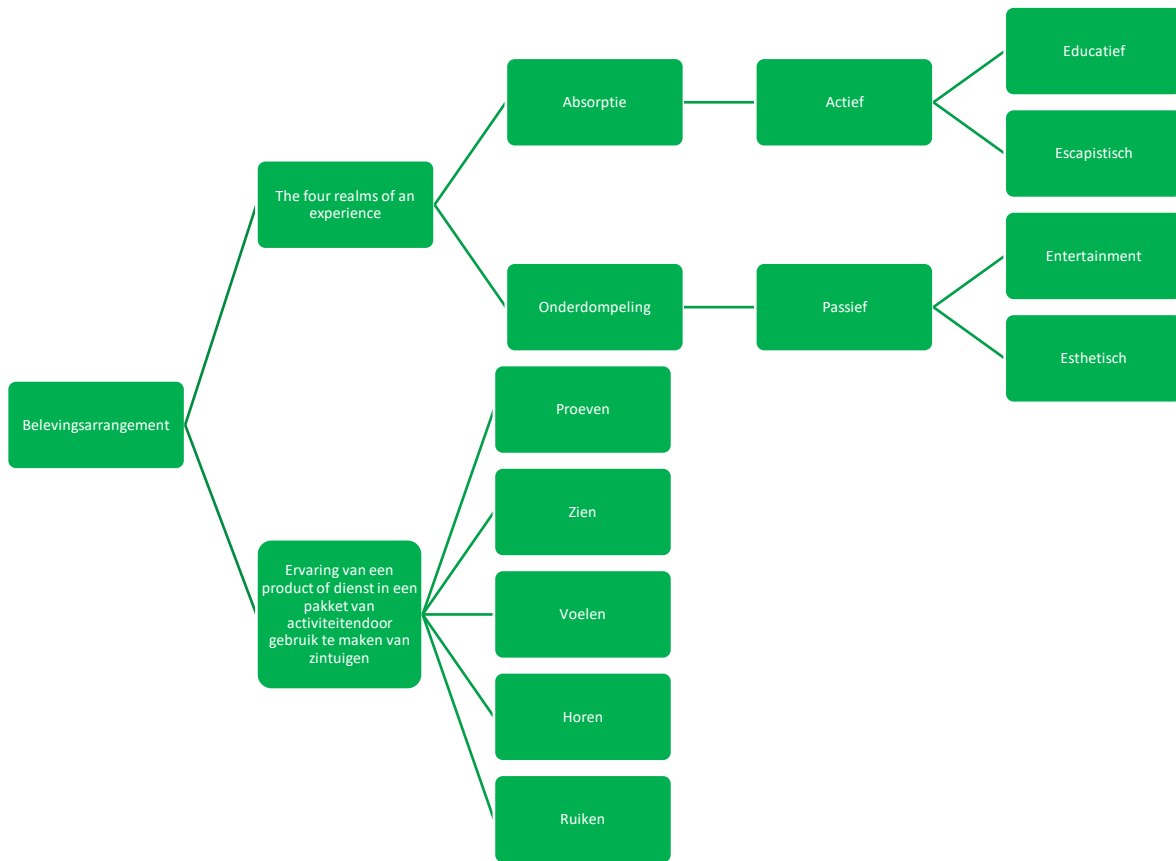 Belevingsarrangement
The four realms of an
experience
Absorptie
Actief
Educatief
Escapistisch
Onderdompeling
Passief
Entertainment
Esthetisch
Ervaring van een
product of dienst in een
pakket van
activiteitendoor
gebruik te maken van
zintuigen
Proeven
Zien
Voelen
Horen
Ruiken